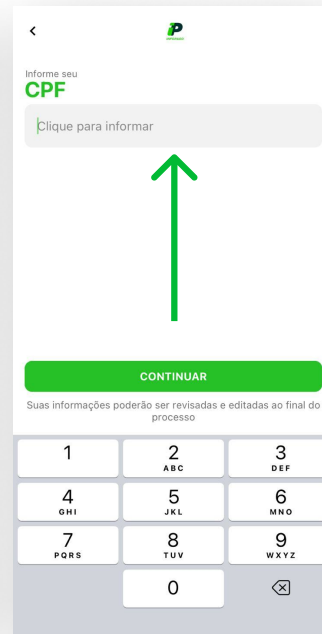 iP
Informe seu
CPF
Clique para informar
CONTINUAR
Suas informações poderão ser revisadas e editadas ao final do
processo
1
2
ABC
3
DEF
4
GHI
5
JKL
6
MNO
7
PQRS
8
TUV
9
WXYZ
0